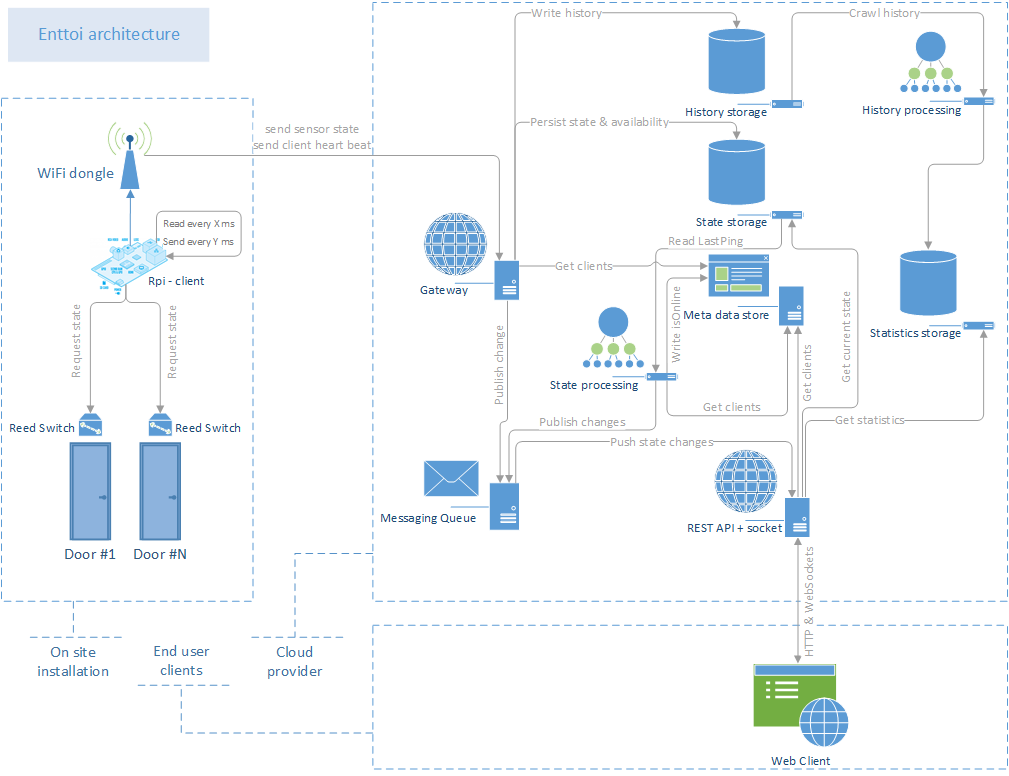 Enttoi architecture
WiFi dongle
Read every X ms
Send every Y ms
Rpi - client
Request state
Request state
Reed Switch
Reed Switch
Door #1
Door #N
On site
installation
End user
clients
Cloud
provider
send sensor state
send client heart beat
Write history
Crawl history
History storage
History processing
Persist state & availability
State storage
Read LastPing
Gateway
Get clients
Meta data store
Statistics storage
Write isOnline
Get clients
Get current state
Publish change
State processing
Get clients
Publish changes
Get statistics
Push state changes
Messaging Queue
REST API + socket
HTTP & WebSockets
Web Client